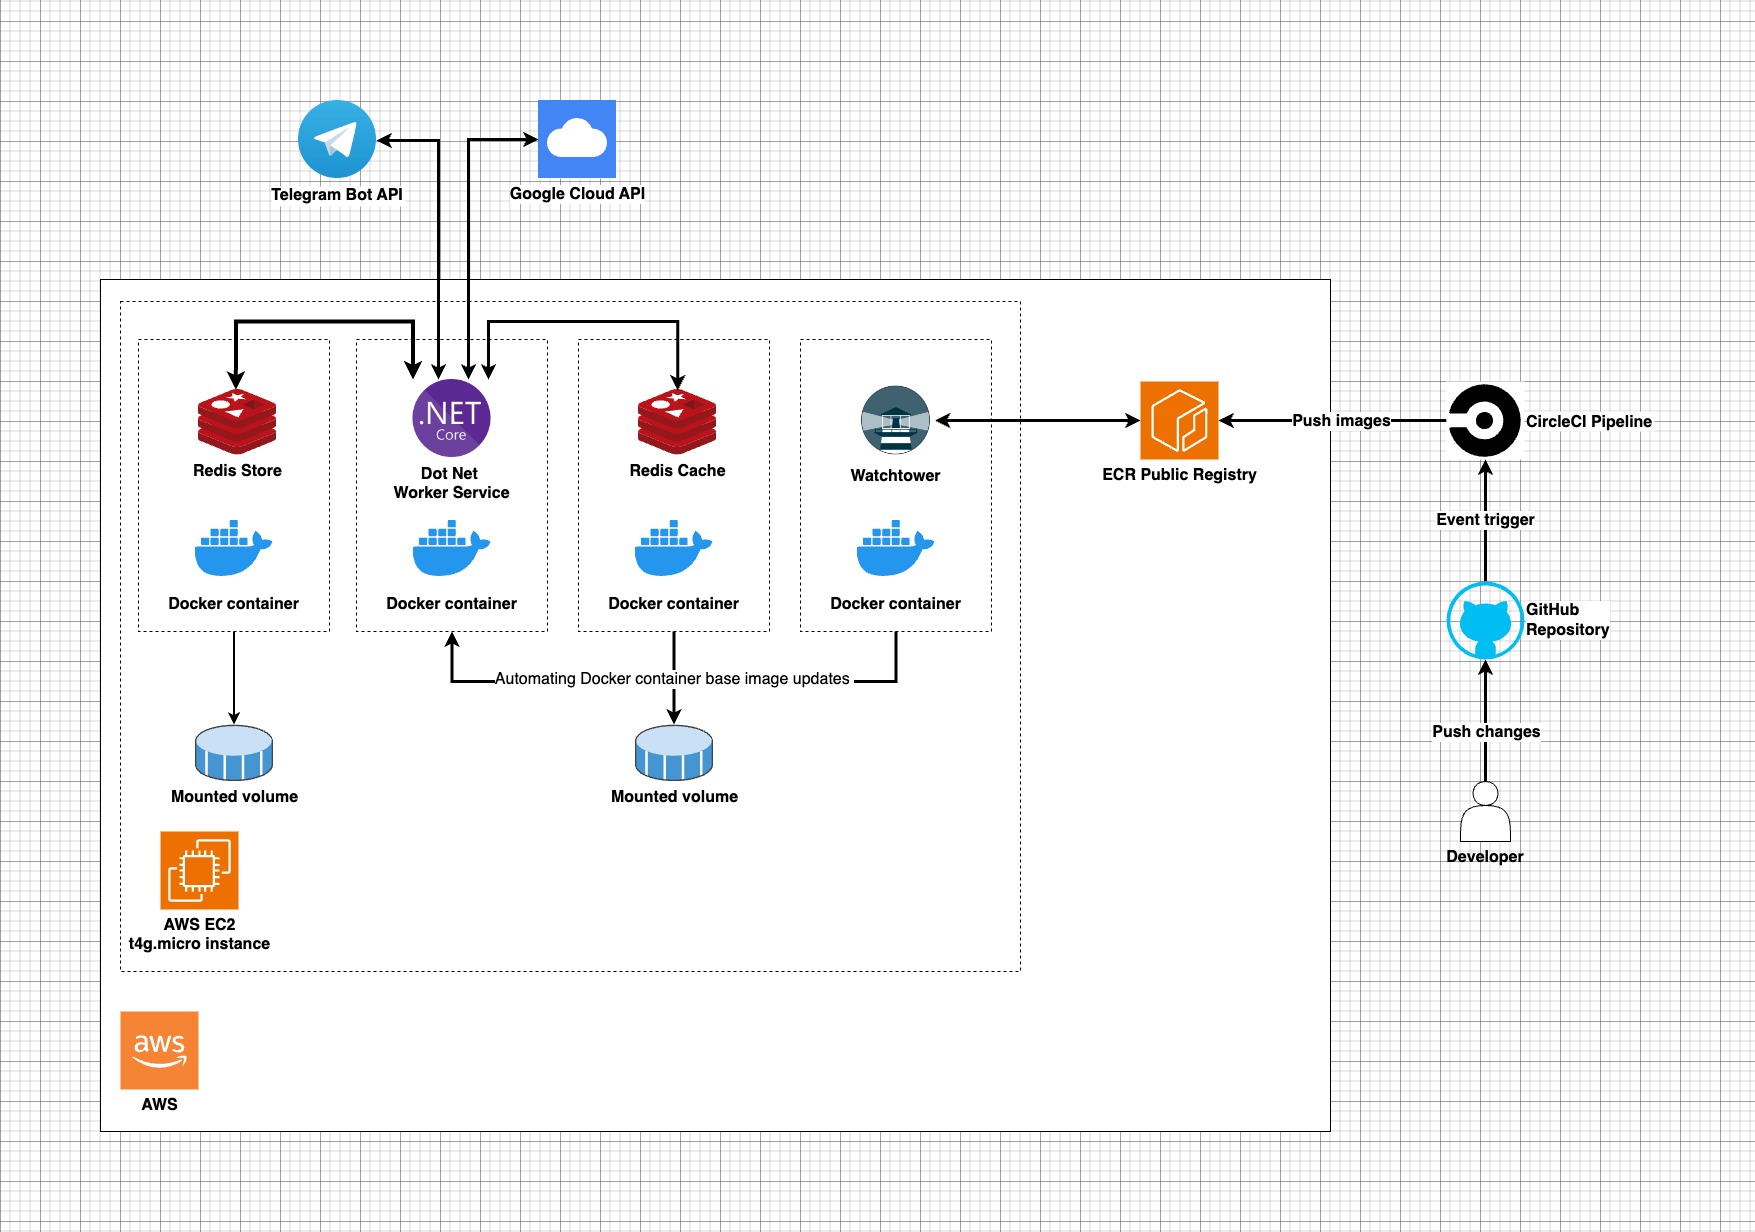 Telegram Bot API
Google Cloud API
Redis Store
.NET
Core
Dot Net
Worker Service
Redis Cache
Watchtower
ECR Public Registry
Push images
CircleCI Pipeline
Event trigger
Docker container
Docker container
Docker container
Docker container
GitHub
Repository
Automating Docker container base image updates
Push changes
Mounted volume
Mounted volume
Developer
AWS EC2
t4g.micro instance
aws
AWS